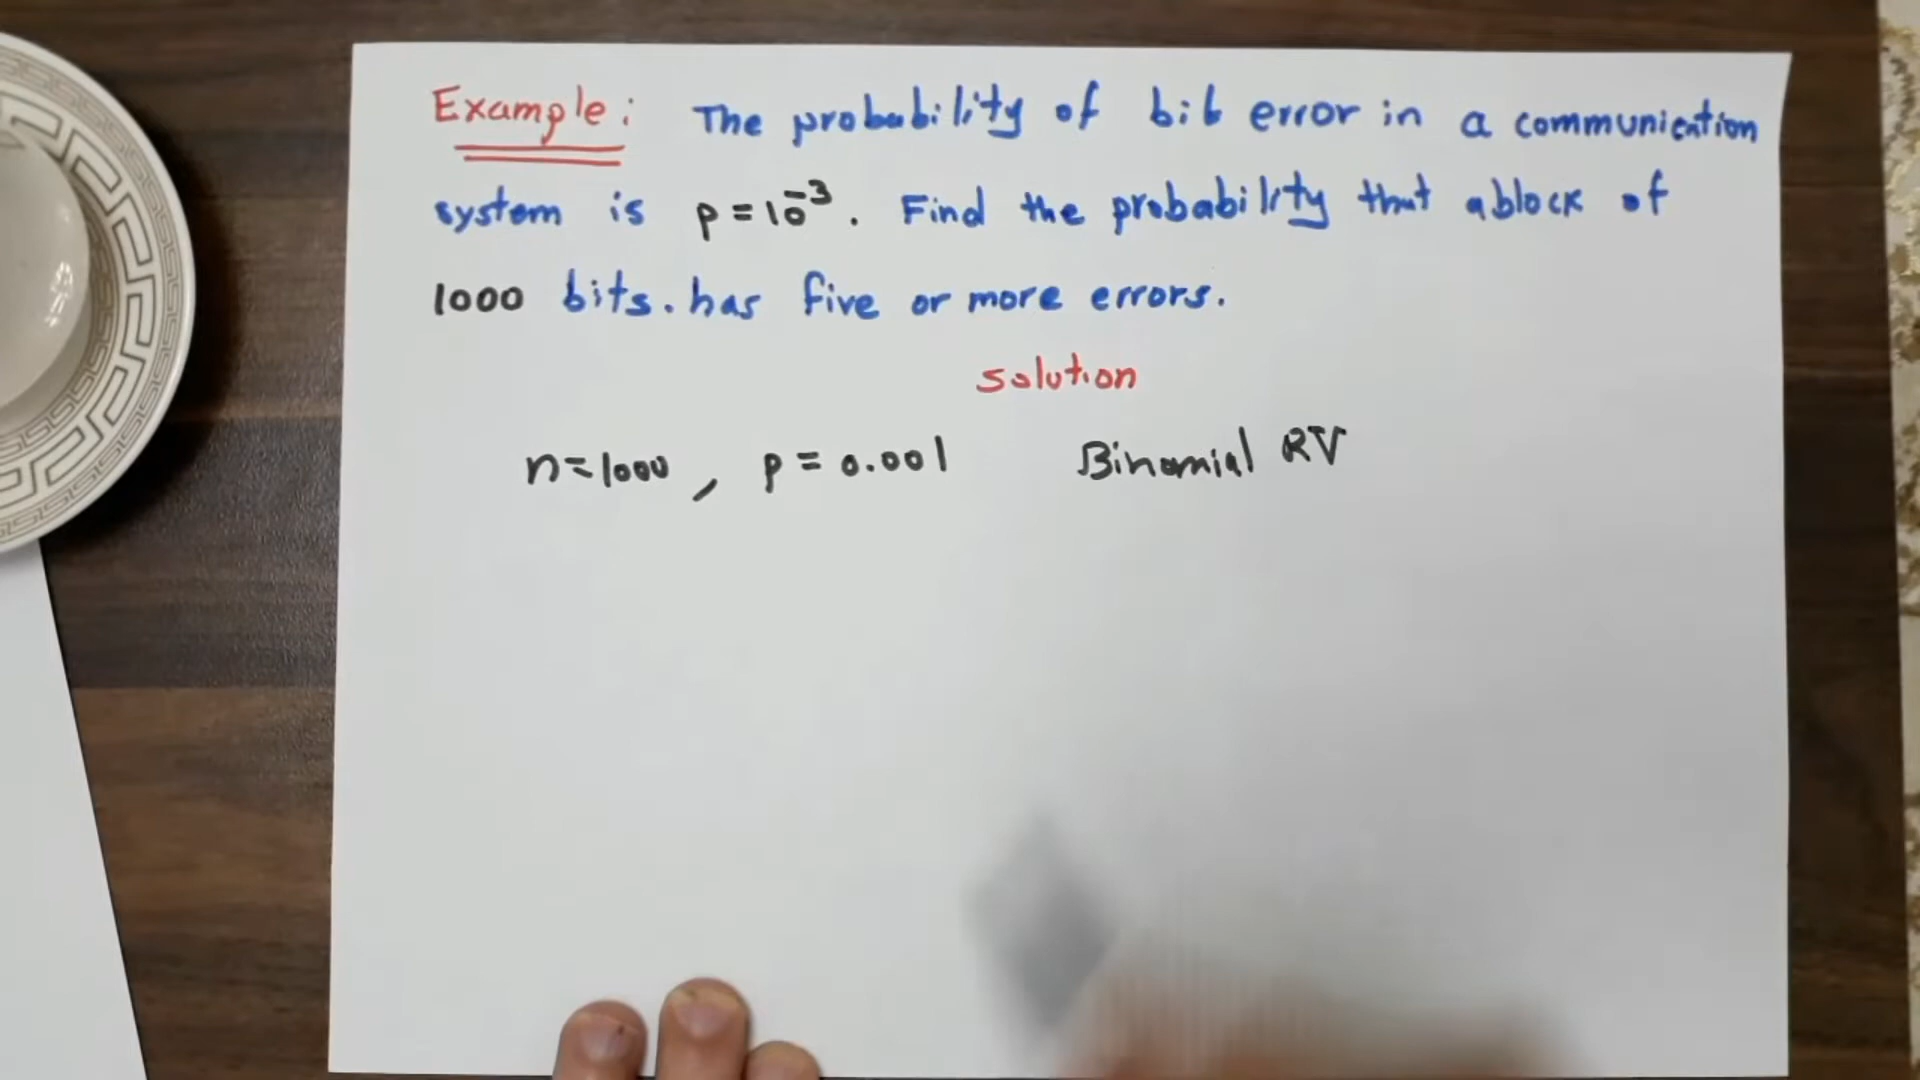 Example: The probability of bit error in a communication
system is p = 10⁻³. Find the probability that a block of
1000 bits. has five or more errors.
solution
n=1000, p = 0.001 Binomial RV